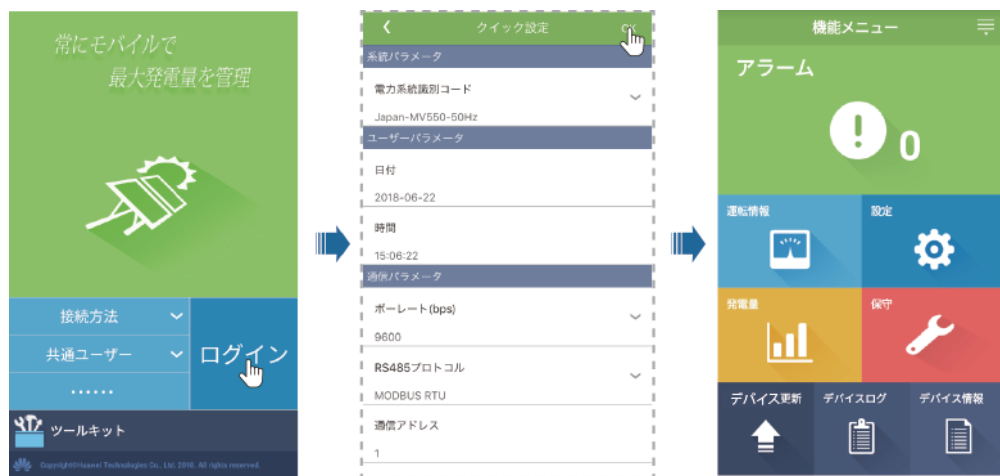 常にモバイルで
最大発電量を管理
接続方法
共通ユーザー
ログイン
......
ツールキット
Copyright©Huawei Technologies Co., Ltd. 2018. All rights reserved.
クイック設定
OK
系統パラメータ
電力系統識別コード
Japan-MV550-50Hz
ユーザーパラメータ
日付
2018-06-22
時間
15:06:22
通信パラメータ
ボーレート(bps)
9600
RS485プロトコル
MODBUS RTU
通信アドレス
1
機能メニュー
アラーム
0
運転情報
設定
発電量
保守
デバイス更新
デバイスログ
デバイス情報